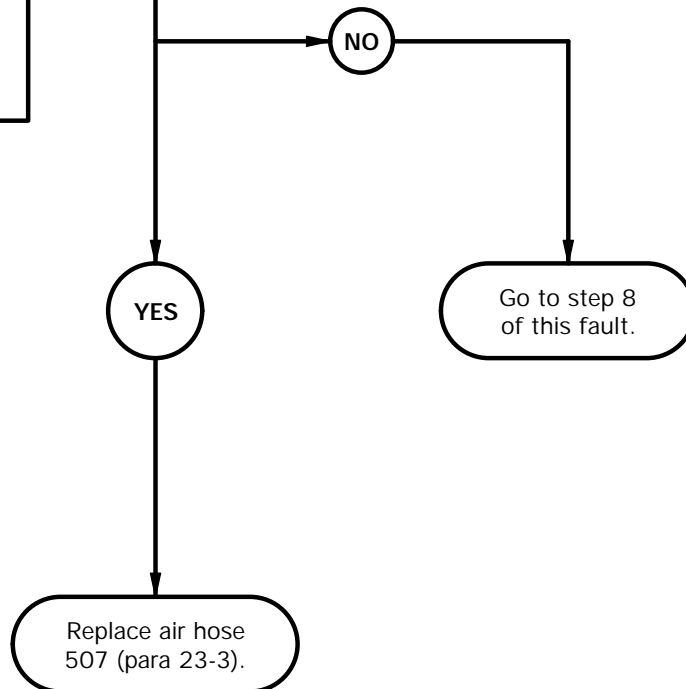 NO
YES
Go to step 8
of this fault.
Replace air hose
507 (para 23-3).